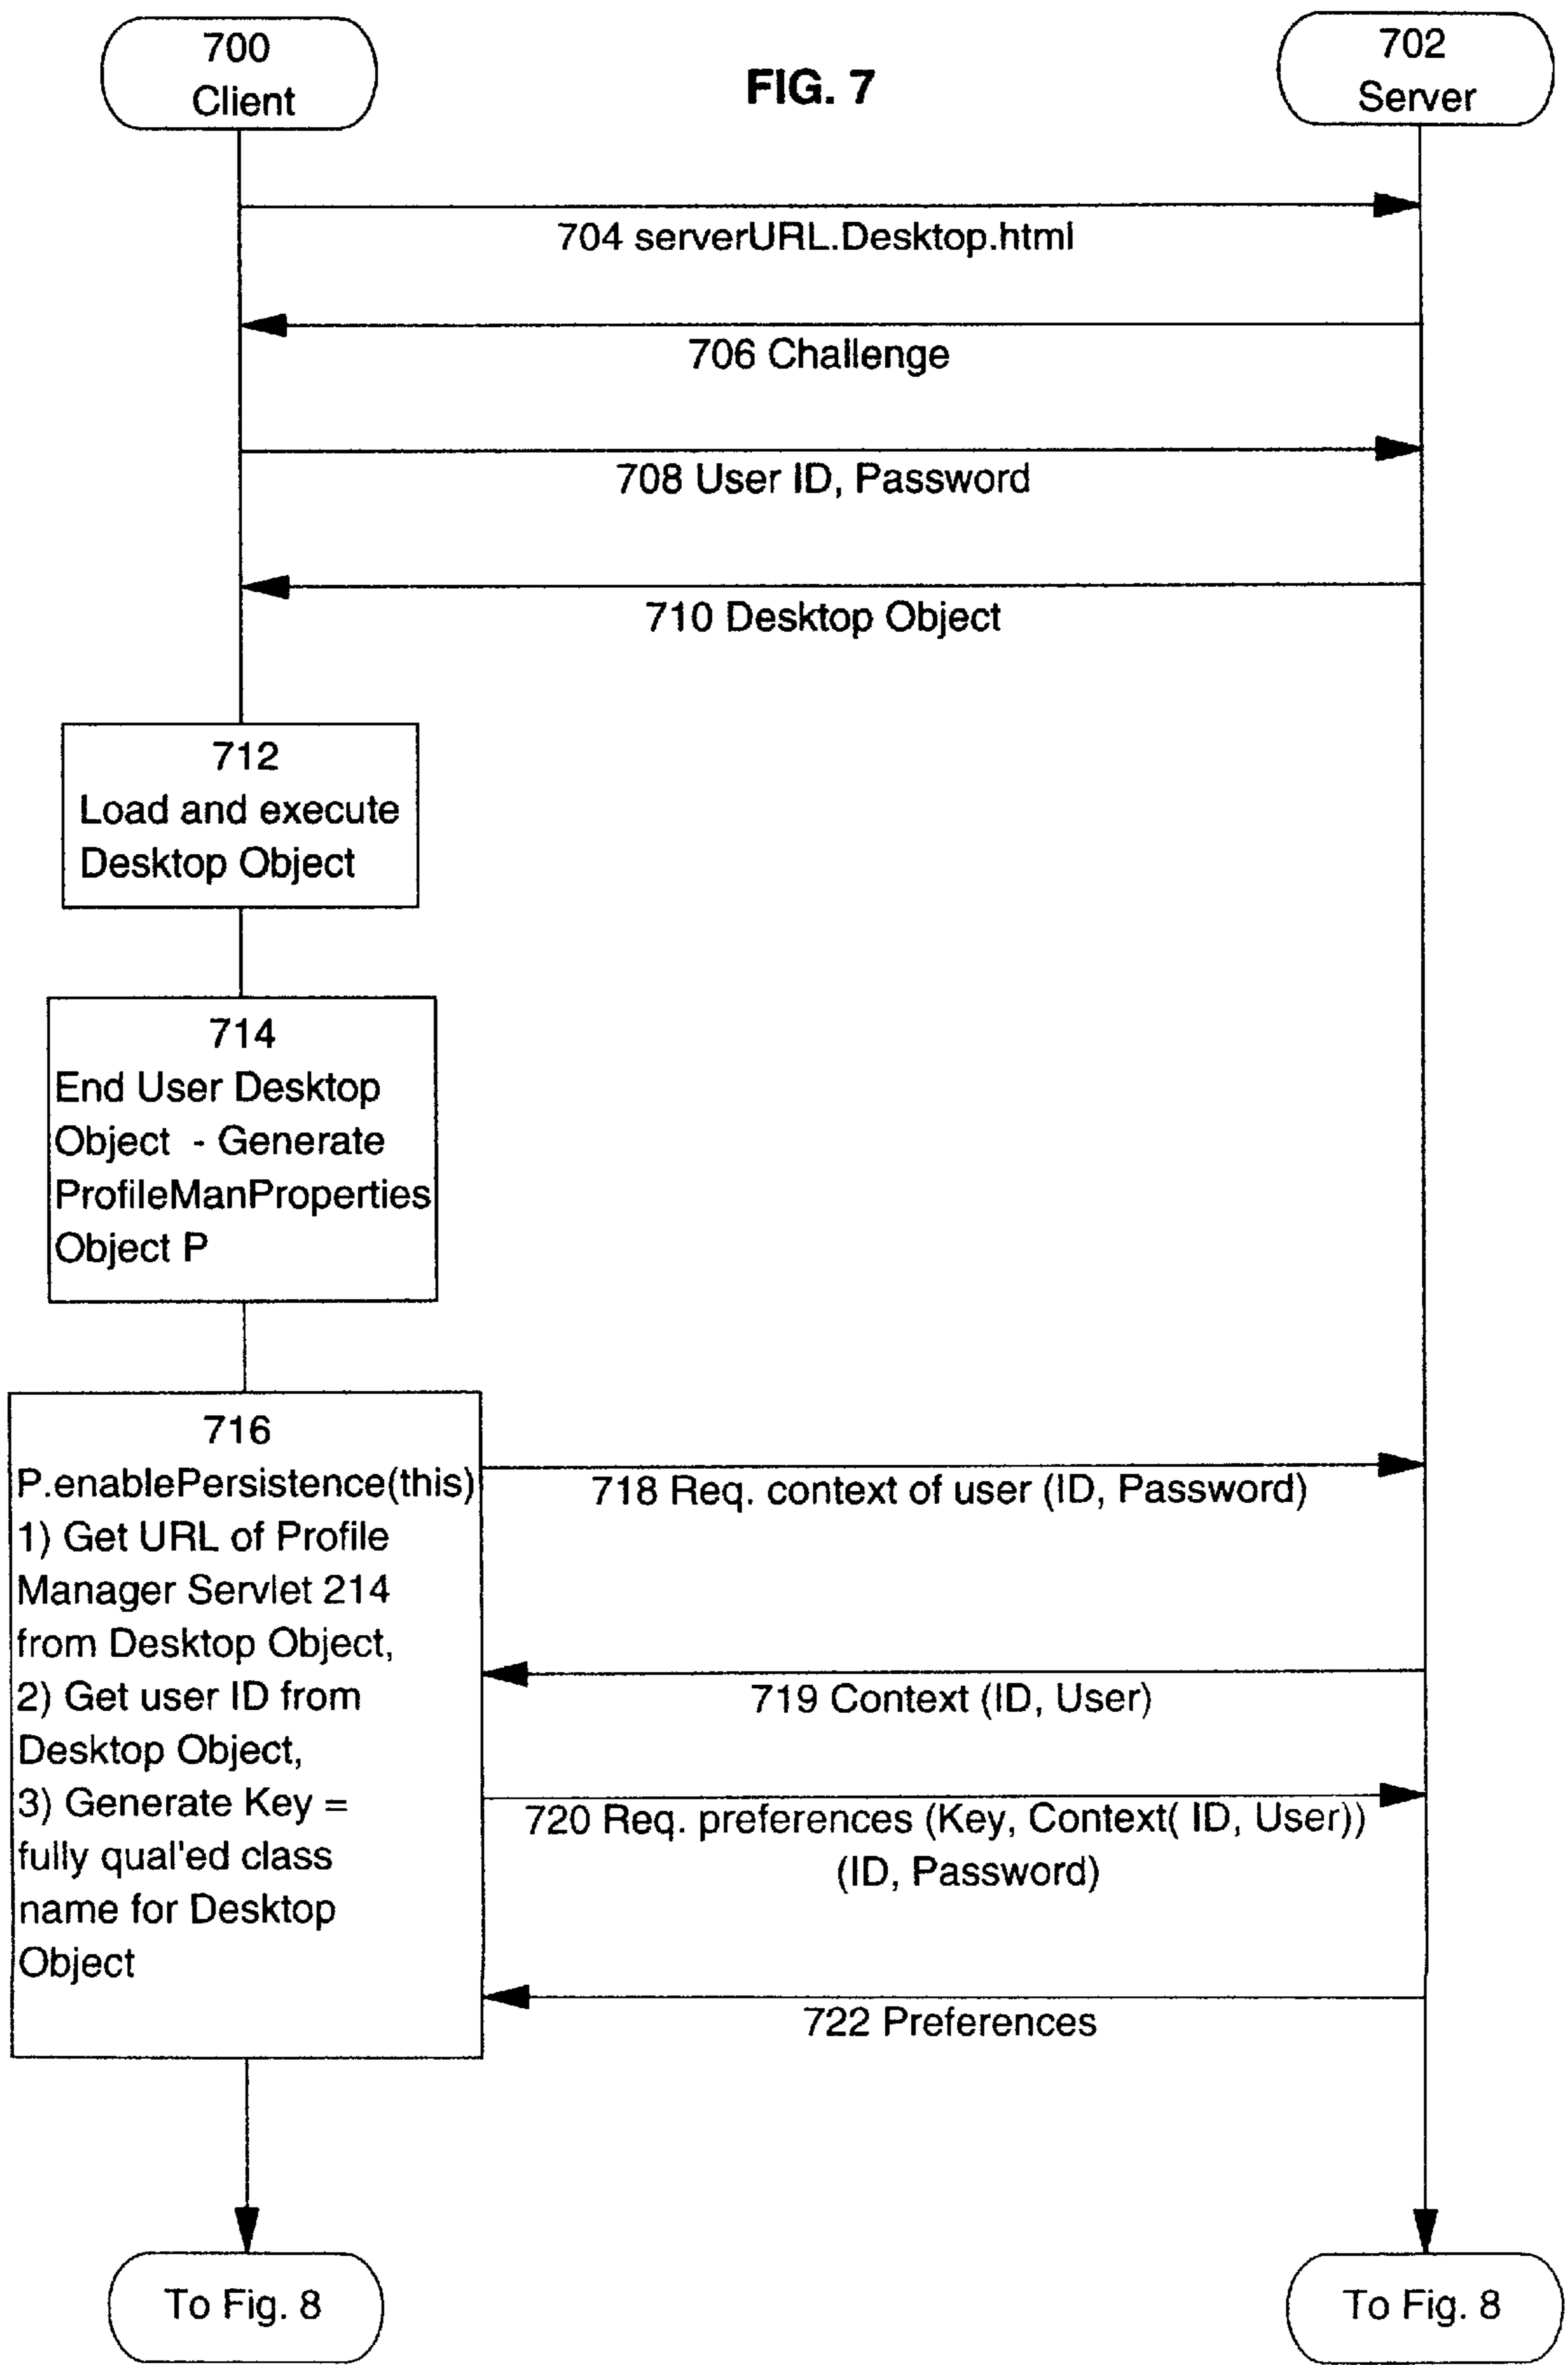 700
Client
FIG. 7
702
Server
704 serverURL.Desktop.html
706 Challenge
708 User ID, Password
710 Desktop Object
712
Load and execute
Desktop Object
714
End User Desktop
Object - Generate
ProfileManProperties
Object P
716
P.enablePersistence(this)
1) Get URL of Profile
Manager Servlet 214
from Desktop Object,
2) Get user ID from
Desktop Object,
3) Generate Key =
fully qual'ed class
name for Desktop
Object
718 Req. context of user (ID, Password)
719 Context (ID, User)
720 Req. preferences (Key, Context( ID, User))
(ID, Password)
722 Preferences
To Fig. 8
To Fig. 8